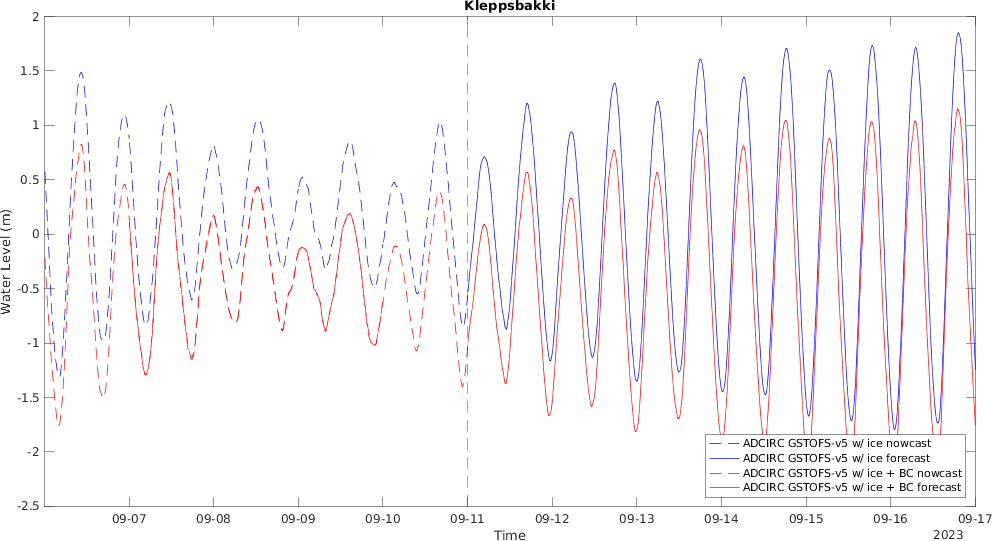 Kleppsbakki
2
1.5
1
0.5
0
-0.5
-1
-1.5
-2
-2.5
Water Level (m)
09-07 09-08 09-09 09-10 09-11 09-12 09-13 09-14 09-15 09-16 09-17
Time
2023
ADCIRC GSTOFS-v5 w/ ice nowcast
ADCIRC GSTOFS-v5 w/ ice forecast
ADCIRC GSTOFS-v5 w/ ice + BC nowcast
ADCIRC GSTOFS-v5 w/ ice + BC forecast